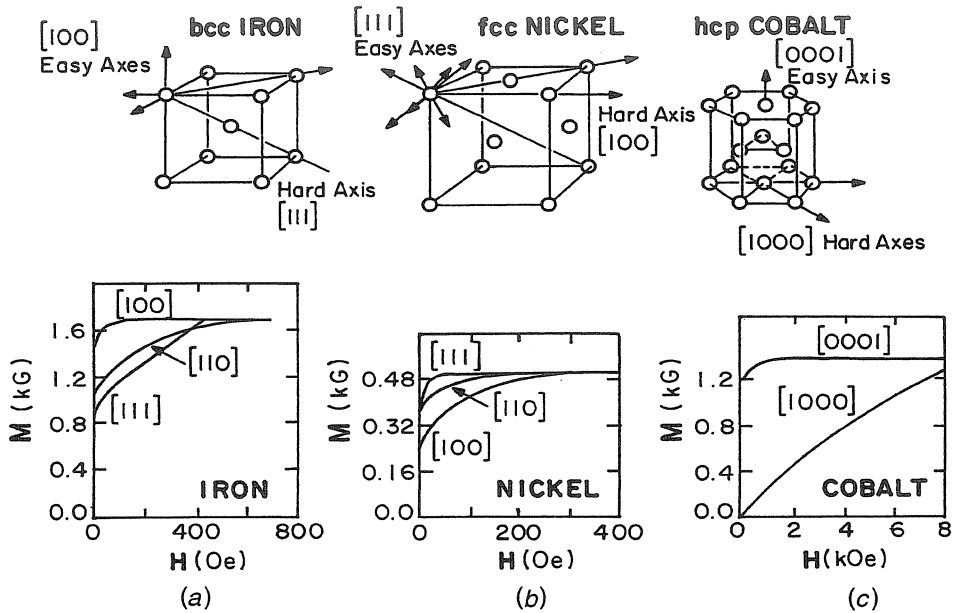 [100]
Easy Axes
bcc IRON
Hard Axis
[111]
[111]
Easy Axes
fcc NICKEL
Hard Axis
[100]
hcp COBALT
[0001]
Easy Axis
[1000] Hard Axes
M (kG)
1.6
1.2
0.8
0.4
0.0
[100]
[110]
[111]
IRON
0 400 800
H (Oe)
(a)
M (kG)
0.48
0.32
0.16
0.0
[111]
[110]
[100]
NICKEL
0 200 400
H (Oe)
(b)
M (kG)
1.2
0.8
0.4
0.0
[0001]
[1000]
COBALT
0 2 4 6 8
H (kOe)
(c)